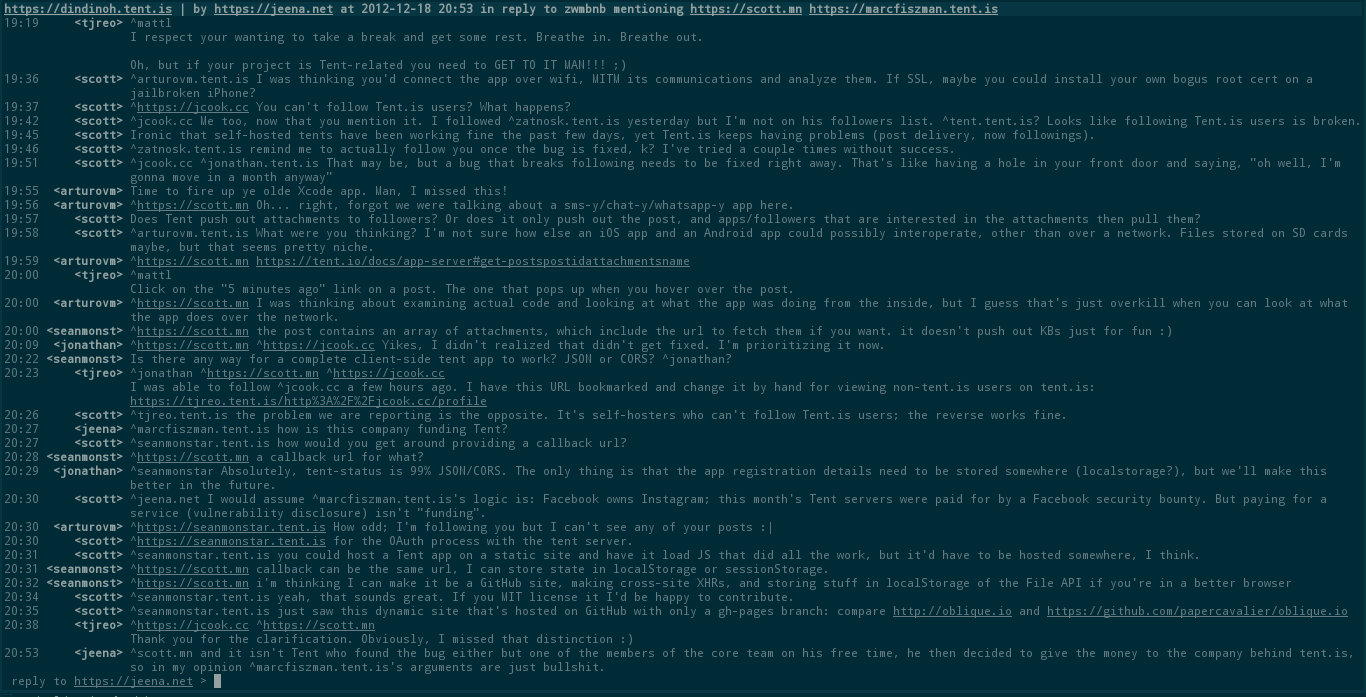 https://dindinoh.tent.is | by https://jeena.net at 2012-12-18 20:53 in reply to zwmbnb mentioning https://scott.mn https://marcfiszman.tent.is
19:19 <tjreo> ^mattl
I respect your wanting to take a break and get some rest. Breathe in. Breathe out.
Oh, but if your project is Tent-related you need to GET TO IT MAN!!! ;)
19:36 <scott> ^arturovm.tent.is I was thinking you'd connect the app over wifi, MITM its communications and analyze them. If SSL, maybe you could install your own bogus root cert on a
jailbroken iPhone?
19:37 <scott> ^https://jcook.cc You can't follow Tent.is users? What happens?
19:42 <scott> ^jcook.cc Me too, now that you mention it. I followed ^zatnosk.tent.is yesterday but I'm not on his followers list. ^tent.tent.is? Looks like following Tent.is users is broken.
19:45 <scott> Ironic that self-hosted tents have been working fine the past few days, yet Tent.is keeps having problems (post delivery, now followings).
19:46 <scott> ^zatnosk.tent.is remind me to actually follow you once the bug is fixed, k? I've tried a couple times without success.
19:51 <scott> ^jcook.cc ^jonathan.tent.is That may be, but a bug that breaks following needs to be fixed right away. That's like having a hole in your front door and saying, "oh well, I'm
gonna move in a month anyway"
19:55 <arturovm> Time to fire up ye olde Xcode app. Man, I missed this!
19:56 <arturovm> ^https://scott.mn Oh... right, forgot we were talking about a sms-y/chat-y/whatsapp-y app here.
19:57 <scott> Does Tent push out attachments to followers? Or does it only push out the post, and apps/followers that are interested in the attachments then pull them?
19:58 <scott> ^arturovm.tent.is What were you thinking? I'm not sure how else an iOS app and an Android app could possibly interoperate, other than over a network. Files stored on SD cards
maybe, but that seems pretty niche.
19:59 <arturovm> ^https://scott.mn https://tent.io/docs/app-server#get-postspostidattachmentsname
20:00 <tjreo> ^mattl
Click on the "5 minutes ago" link on a post. The one that pops up when you hover over the post.
20:00 <arturovm> ^https://scott.mn I was thinking about examining actual code and looking at what the app was doing from the inside, but I guess that's just overkill when you can look at what
the app does over the network.
20:00 <seanmonst> ^https://scott.mn the post contains an array of attachments, which include the url to fetch them if you want. it doesn't push out KBs just for fun :)
20:09 <jonathan> ^https://scott.mn ^https://jcook.cc Yikes, I didn't realized that didn't get fixed. I'm prioritizing it now.
20:22 <seanmonst> Is there any way for a complete client-side tent app to work? JSON or CORS? ^jonathan?
20:23 <tjreo> ^jonathan ^https://scott.mn ^https://jcook.cc
I was able to follow ^jcook.cc a few hours ago. I have this URL bookmarked and change it by hand for viewing non-tent.is users on tent.is:
https://tjreo.tent.is/http%3A%2F%2Fjcook.cc/profile
20:26 <scott> ^tjreo.tent.is the problem we are reporting is the opposite. It's self-hosters who can't follow Tent.is users; the reverse works fine.
20:27 <jeena> ^marcfiszman.tent.is how is this company funding Tent?
20:27 <scott> ^seanmonstar.tent.is how would you get around providing a callback url?
20:28 <seanmonst> ^https://scott.mn a callback url for what?
20:29 <jonathan> ^seanmonstar Absolutely, tent-status is 99% JSON/CORS. The only thing is that the app registration details need to be stored somewhere (localstorage?), but we'll make this
better in the future.
20:30 <scott> ^jeena.net I would assume ^marcfiszman.tent.is's logic is: Facebook owns Instagram; this month's Tent servers were paid for by a Facebook security bounty. But paying for a
service (vulnerability disclosure) isn't "funding".
20:30 <arturovm> ^https://seanmonstar.tent.is How odd; I'm following you but I can't see any of your posts :|
20:30 <scott> ^https://seanmonstar.tent.is for the OAuth process with the tent server.
20:31 <scott> ^seanmonstar.tent.is you could host a Tent app on a static site and have it load JS that did all the work, but it'd have to be hosted somewhere, I think.
20:31 <seanmonst> ^https://scott.mn callback can be the same url, I can store state in localStorage or sessionStorage.
20:32 <seanmonst> ^https://scott.mn i'm thinking I can make it be a GitHub site, making cross-site XHRs, and storing stuff in localStorage of the File API if you're in a better browser
20:34 <scott> ^seanmonstar.tent.is yeah, that sounds great. If you MIT license it I'd be happy to contribute.
20:35 <scott> ^seanmonstar.tent.is just saw this dynamic site that's hosted on GitHub with only a gh-pages branch: compare http://oblique.io and https://github.com/papercavalier/oblique.io
20:38 <tjreo> ^https://jcook.cc ^https://scott.mn
Thank you for the clarification. Obviously, I missed that distinction :)
20:53 <jeena> ^scott.mn and it isn't Tent who found the bug either but one of the members of the core team on his free time, he then decided to give the money to the company behind tent.is,
so in my opinion ^marcfiszman.tent.is's arguments are just bullshit.
reply to https://jeena.net >